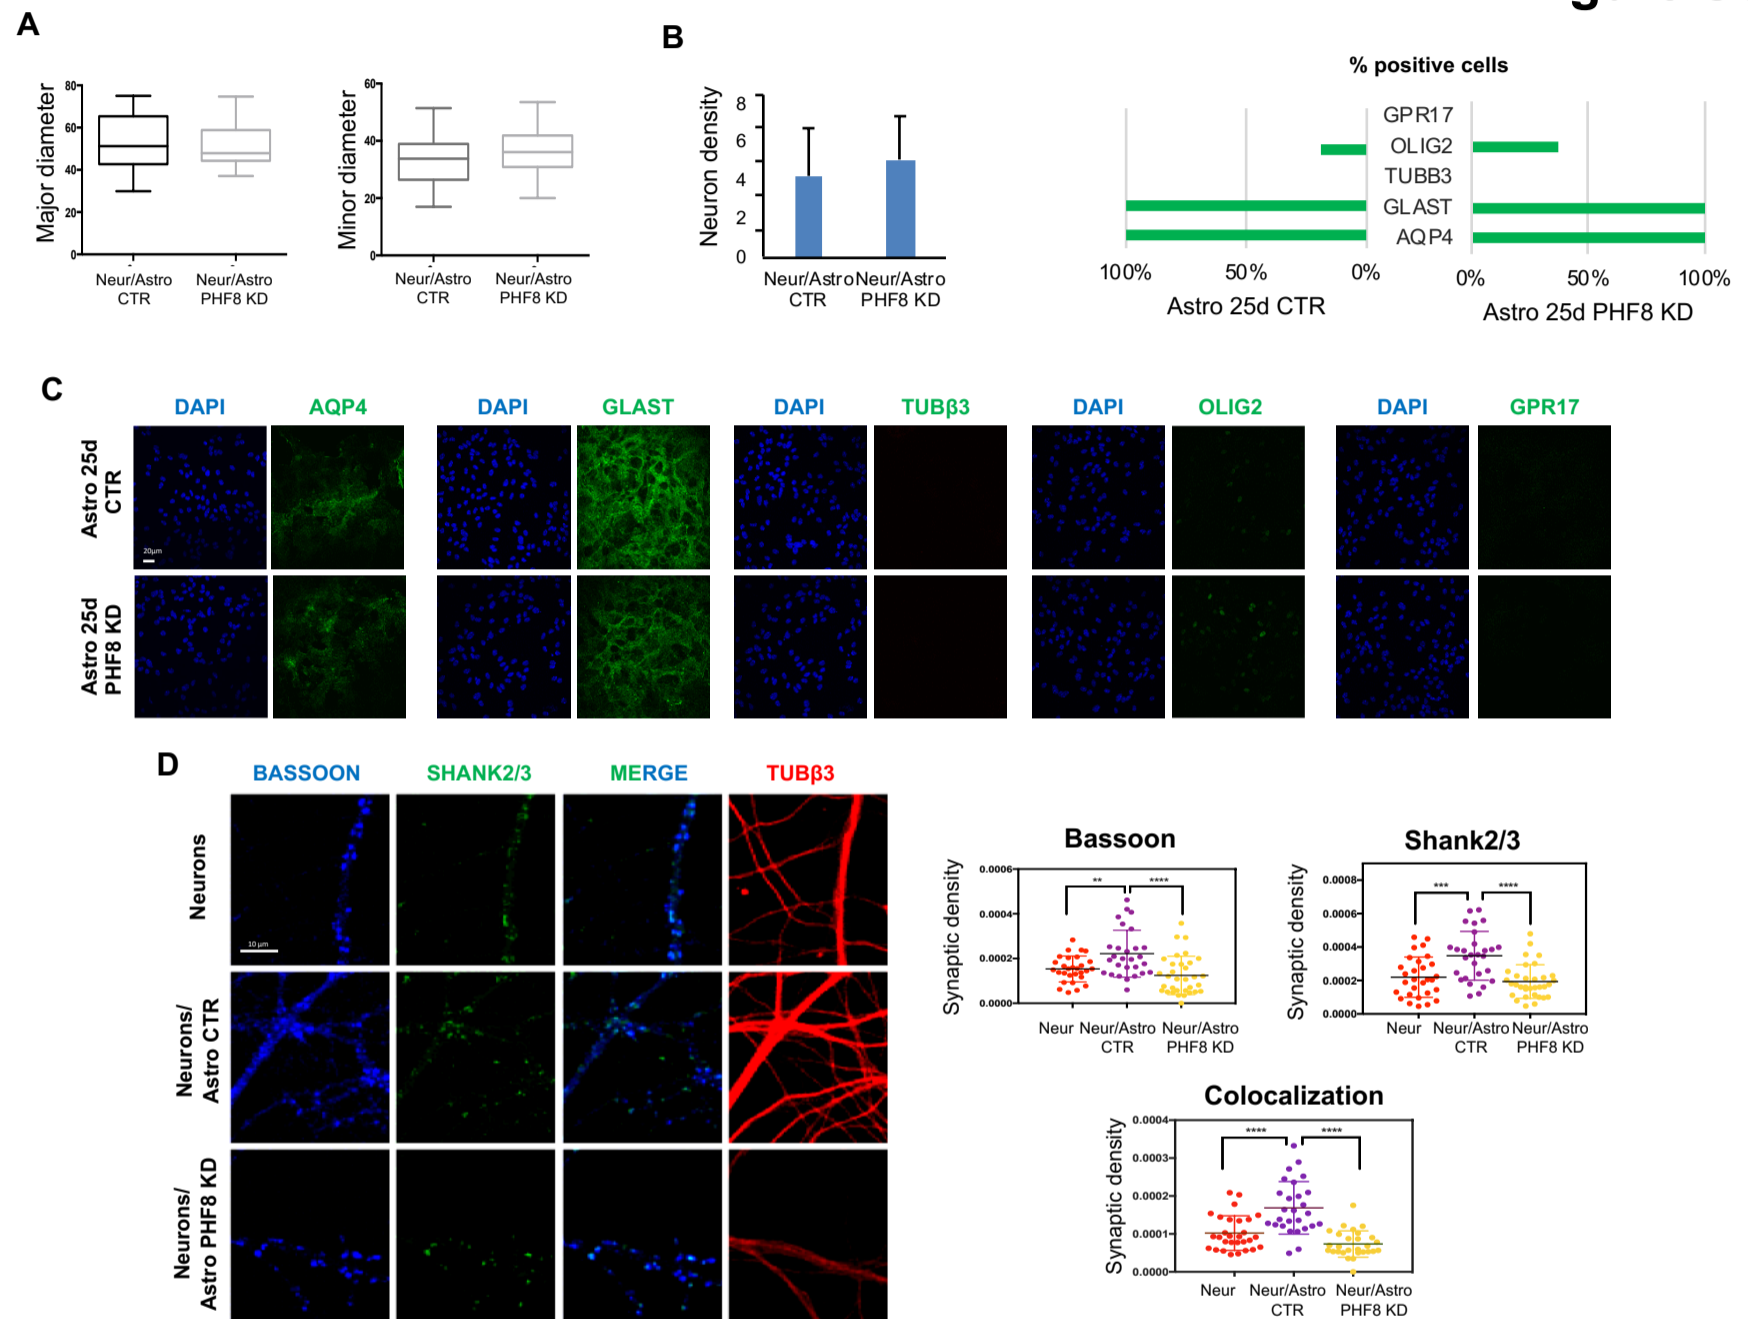 A
B
80
60
40
20
0
Major diameter
Neur/Astro
CTR
Neur/Astro
PHF8 KD
60
40
20
0
Minor diameter
Neur/Astro
CTR
Neur/Astro
PHF8 KD
8
6
4
2
0
Neuron density
Neur/Astro
CTR
Neur/Astro
PHF8 KD
% positive cells
GPR17
OLIG2
TUBB3
GLAST
AQP4
100% 50% 0%
Astro 25d CTR
0% 50% 100%
Astro 25d PHF8 KD
C
DAPI AQP4 DAPI GLAST DAPI TUBβ3 DAPI OLIG2 DAPI GPR17
Astro 25d
CTR
20μm
Astro 25d
PHF8 KD
D
BASSOON SHANK2/3 MERGE TUBβ3
Neurons
10 μm
Neurons/
Astro CTR
Neurons/
Astro PHF8 KD
Bassoon
Synaptic density
0.0006
0.0004
0.0002
0.0000
** ****
Neur Neur/Astro Neur/Astro
CTR PHF8 KD
Shank2/3
Synaptic density
0.0008
0.0006
0.0004
0.0002
0.0000
*** ****
Neur Neur/Astro Neur/Astro
CTR PHF8 KD
Colocalization
Synaptic density
0.0004
0.0003
0.0002
0.0001
0.0000
**** ****
Neur Neur/Astro Neur/Astro
CTR PHF8 KD